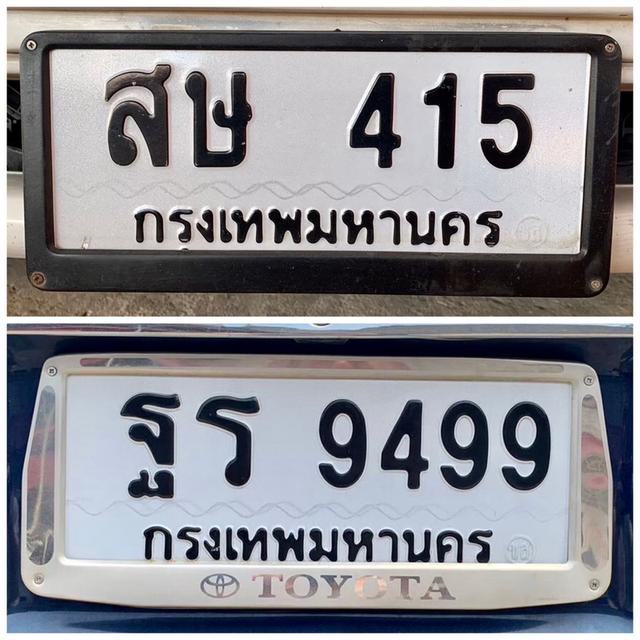 สษ 415
กรุงเทพมหานคร
ฐร 9499
กรุงเทพมหานคร
TOYOTA